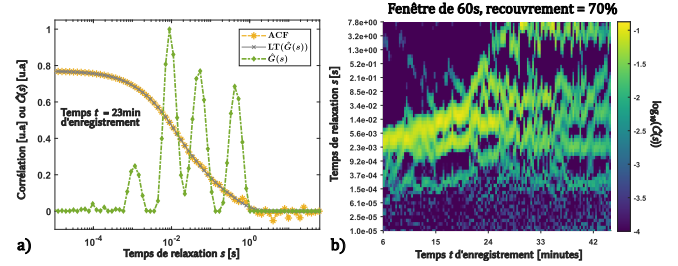 Fenêtre de 60s, recouvrement = 70%
1
0.8
0.6
0.4
0.2
0
Corrélation [u.a] ou Ĝ(s) [u.a]
ACF
LT(Ĝ(s))
Ĝ(s)
Temps t = 23min
d'enregistrement
10⁻⁴
10⁻²
10⁰
Temps de relaxation s [s]
a)
7.8e+00
3.2e+00
1.3e+00
5.2e-01
2.1e-01
8.4e-02
3.4e-02
1.4e-02
5.6e-03
2.3e-03
9.2e-04
3.7e-04
1.5e-04
6.1e-05
2.5e-05
1.0e-05
Temps de relaxation s [s]
6
15
24
33
42
Temps t d'enregistrement [minutes]
b)
-1
-1.5
-2
-2.5
-3
-3.5
-4
log₁₀(Ĝ(s))